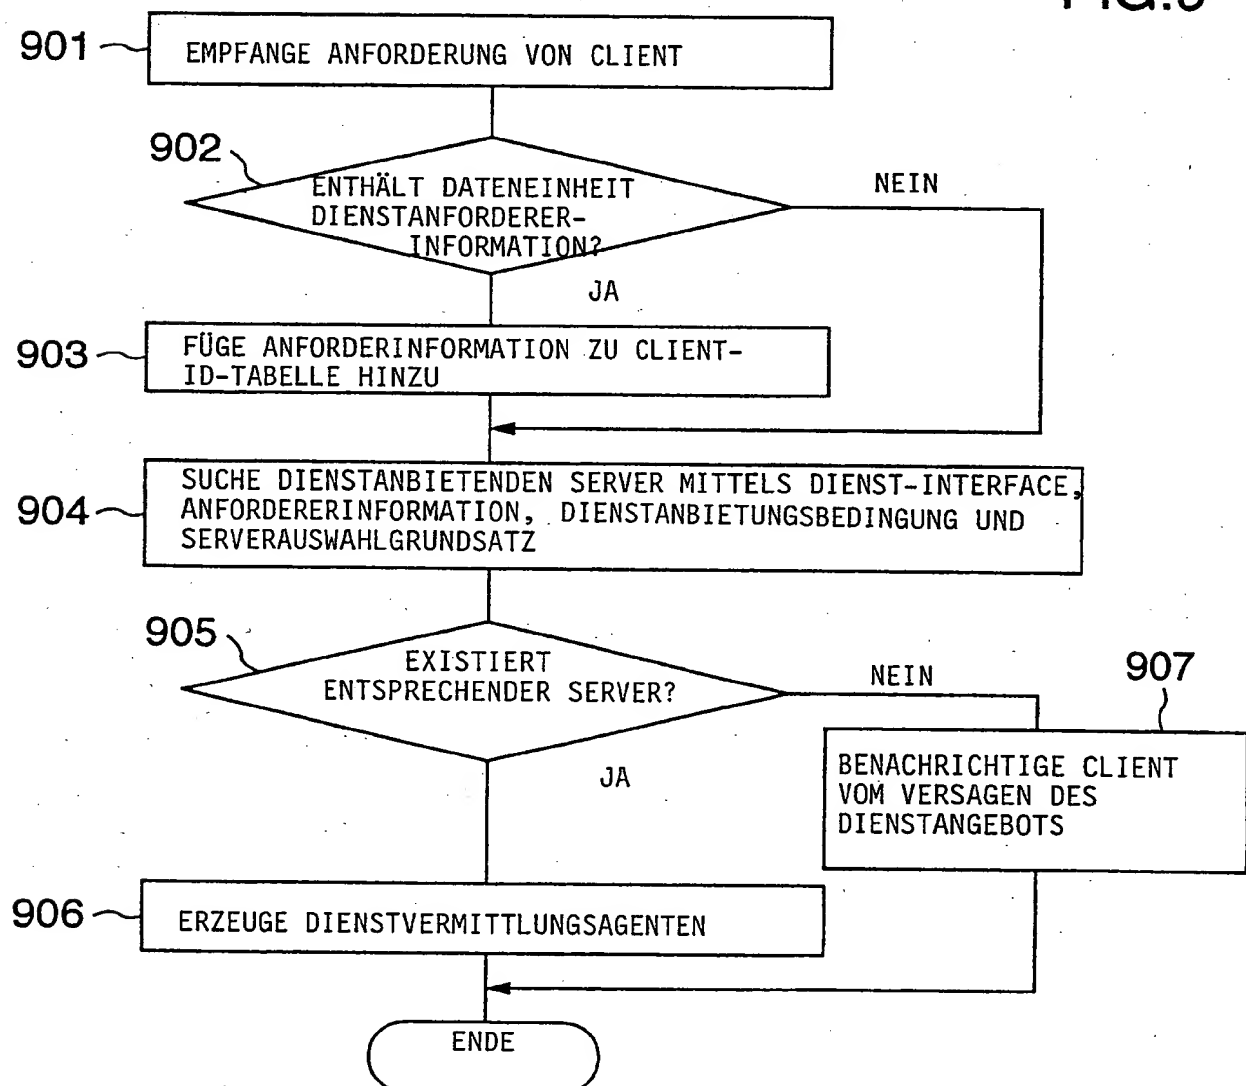 901
EMPFANGE ANFORDERUNG VON CLIENT
902
ENTHÄLT DATENEINHEIT
DIENSTANFORDERER-
INFORMATION?
NEIN
JA
903
FÜGE ANFORDERINFORMATION ZU CLIENT-
ID-TABELLE HINZU
904
SUCHE DIENSTANBIETENDEN SERVER MITTELS DIENST-INTERFACE,
ANFORDERERINFORMATION, DIENSTANBIETUNGSBEDINGUNG UND
SERVERAUSWAHLGRUNDSATZ
905
EXISTIERT
ENTSPRECHENDER SERVER?
NEIN
907
JA
BENACHRICHTIGE CLIENT
VOM VERSAGEN DES
DIENSTANGEBOTS
906
ERZEUGE DIENSTVERMITTLUNGSAGENTEN
ENDE